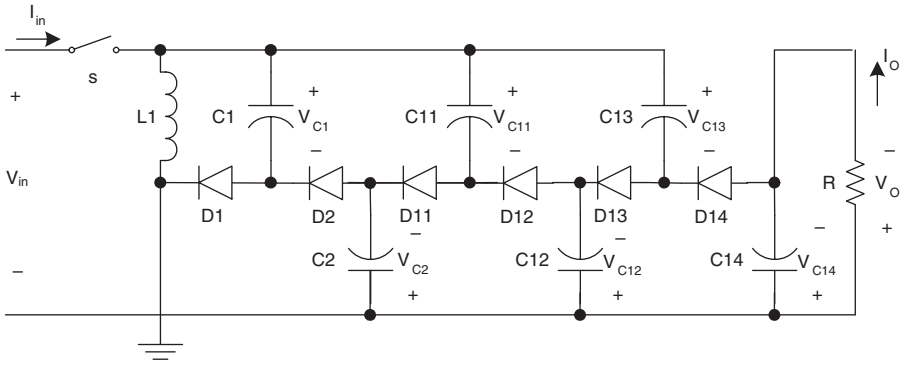 I_in
s
+
V_in
–
L1
C1
+
V_C1
–
C11
+
V_C11
–
C13
+
V_C13
–
I_O
D1
D2
D11
D12
D13
D14
R
–
V_O
+
C2
–
V_C2
+
C12
–
V_C12
+
C14
–
V_C14
+